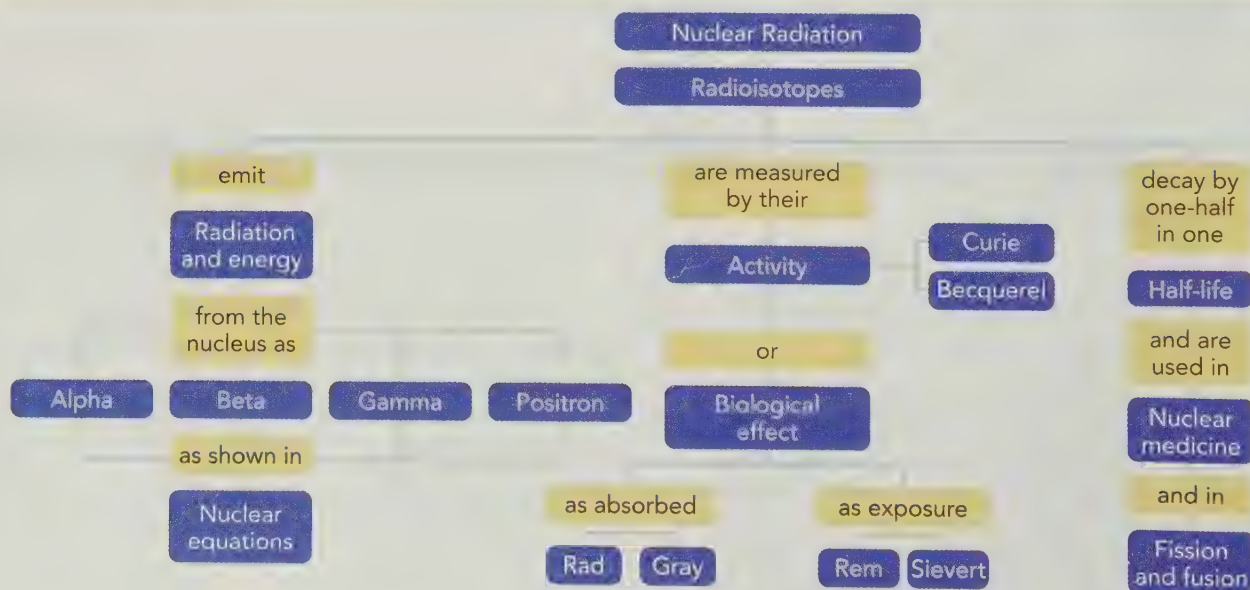 Nuclear Radiation
Radioisotopes
emit
Radiation
and energy
from the
nucleus as
Alpha
Beta
Gamma
Positron
as shown in
Nuclear
equations
are measured
by their
Activity
Curie
Becquerel
or
Biological
effect
as absorbed
Rad
Gray
as exposure
Rem
Sievert
decay by
one-half
in one
Half-life
and are
used in
Nuclear
medicine
and in
Fission
and fusion